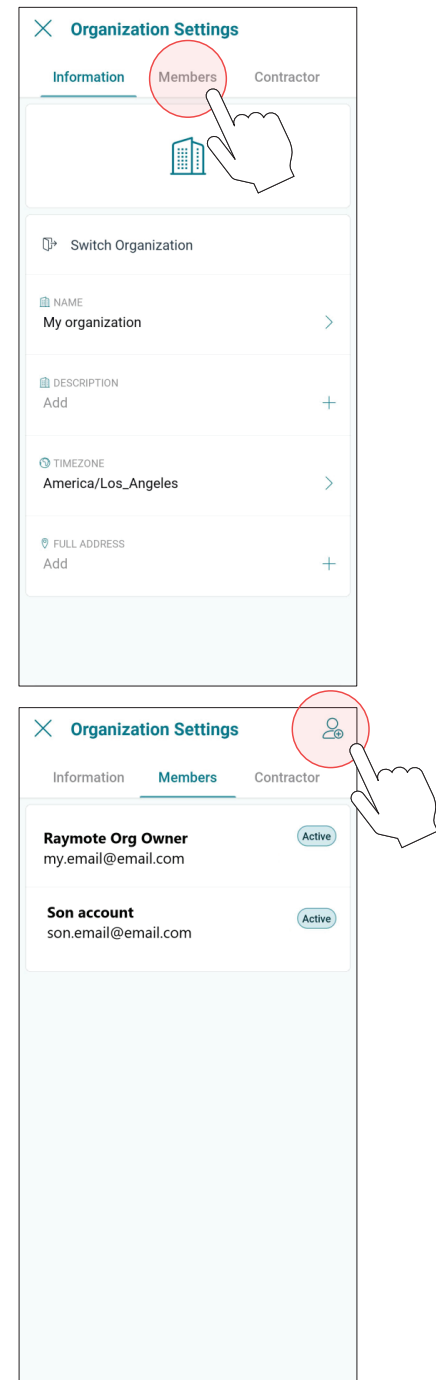 Organization Settings
Information Members Contractor
Switch Organization
NAME
My organization
DESCRIPTION
Add
TIMEZONE
America/Los_Angeles
FULL ADDRESS
Add
Organization Settings
Information Members Contractor
Raymote Org Owner Active
my.email@email.com
Son account Active
son.email@email.com